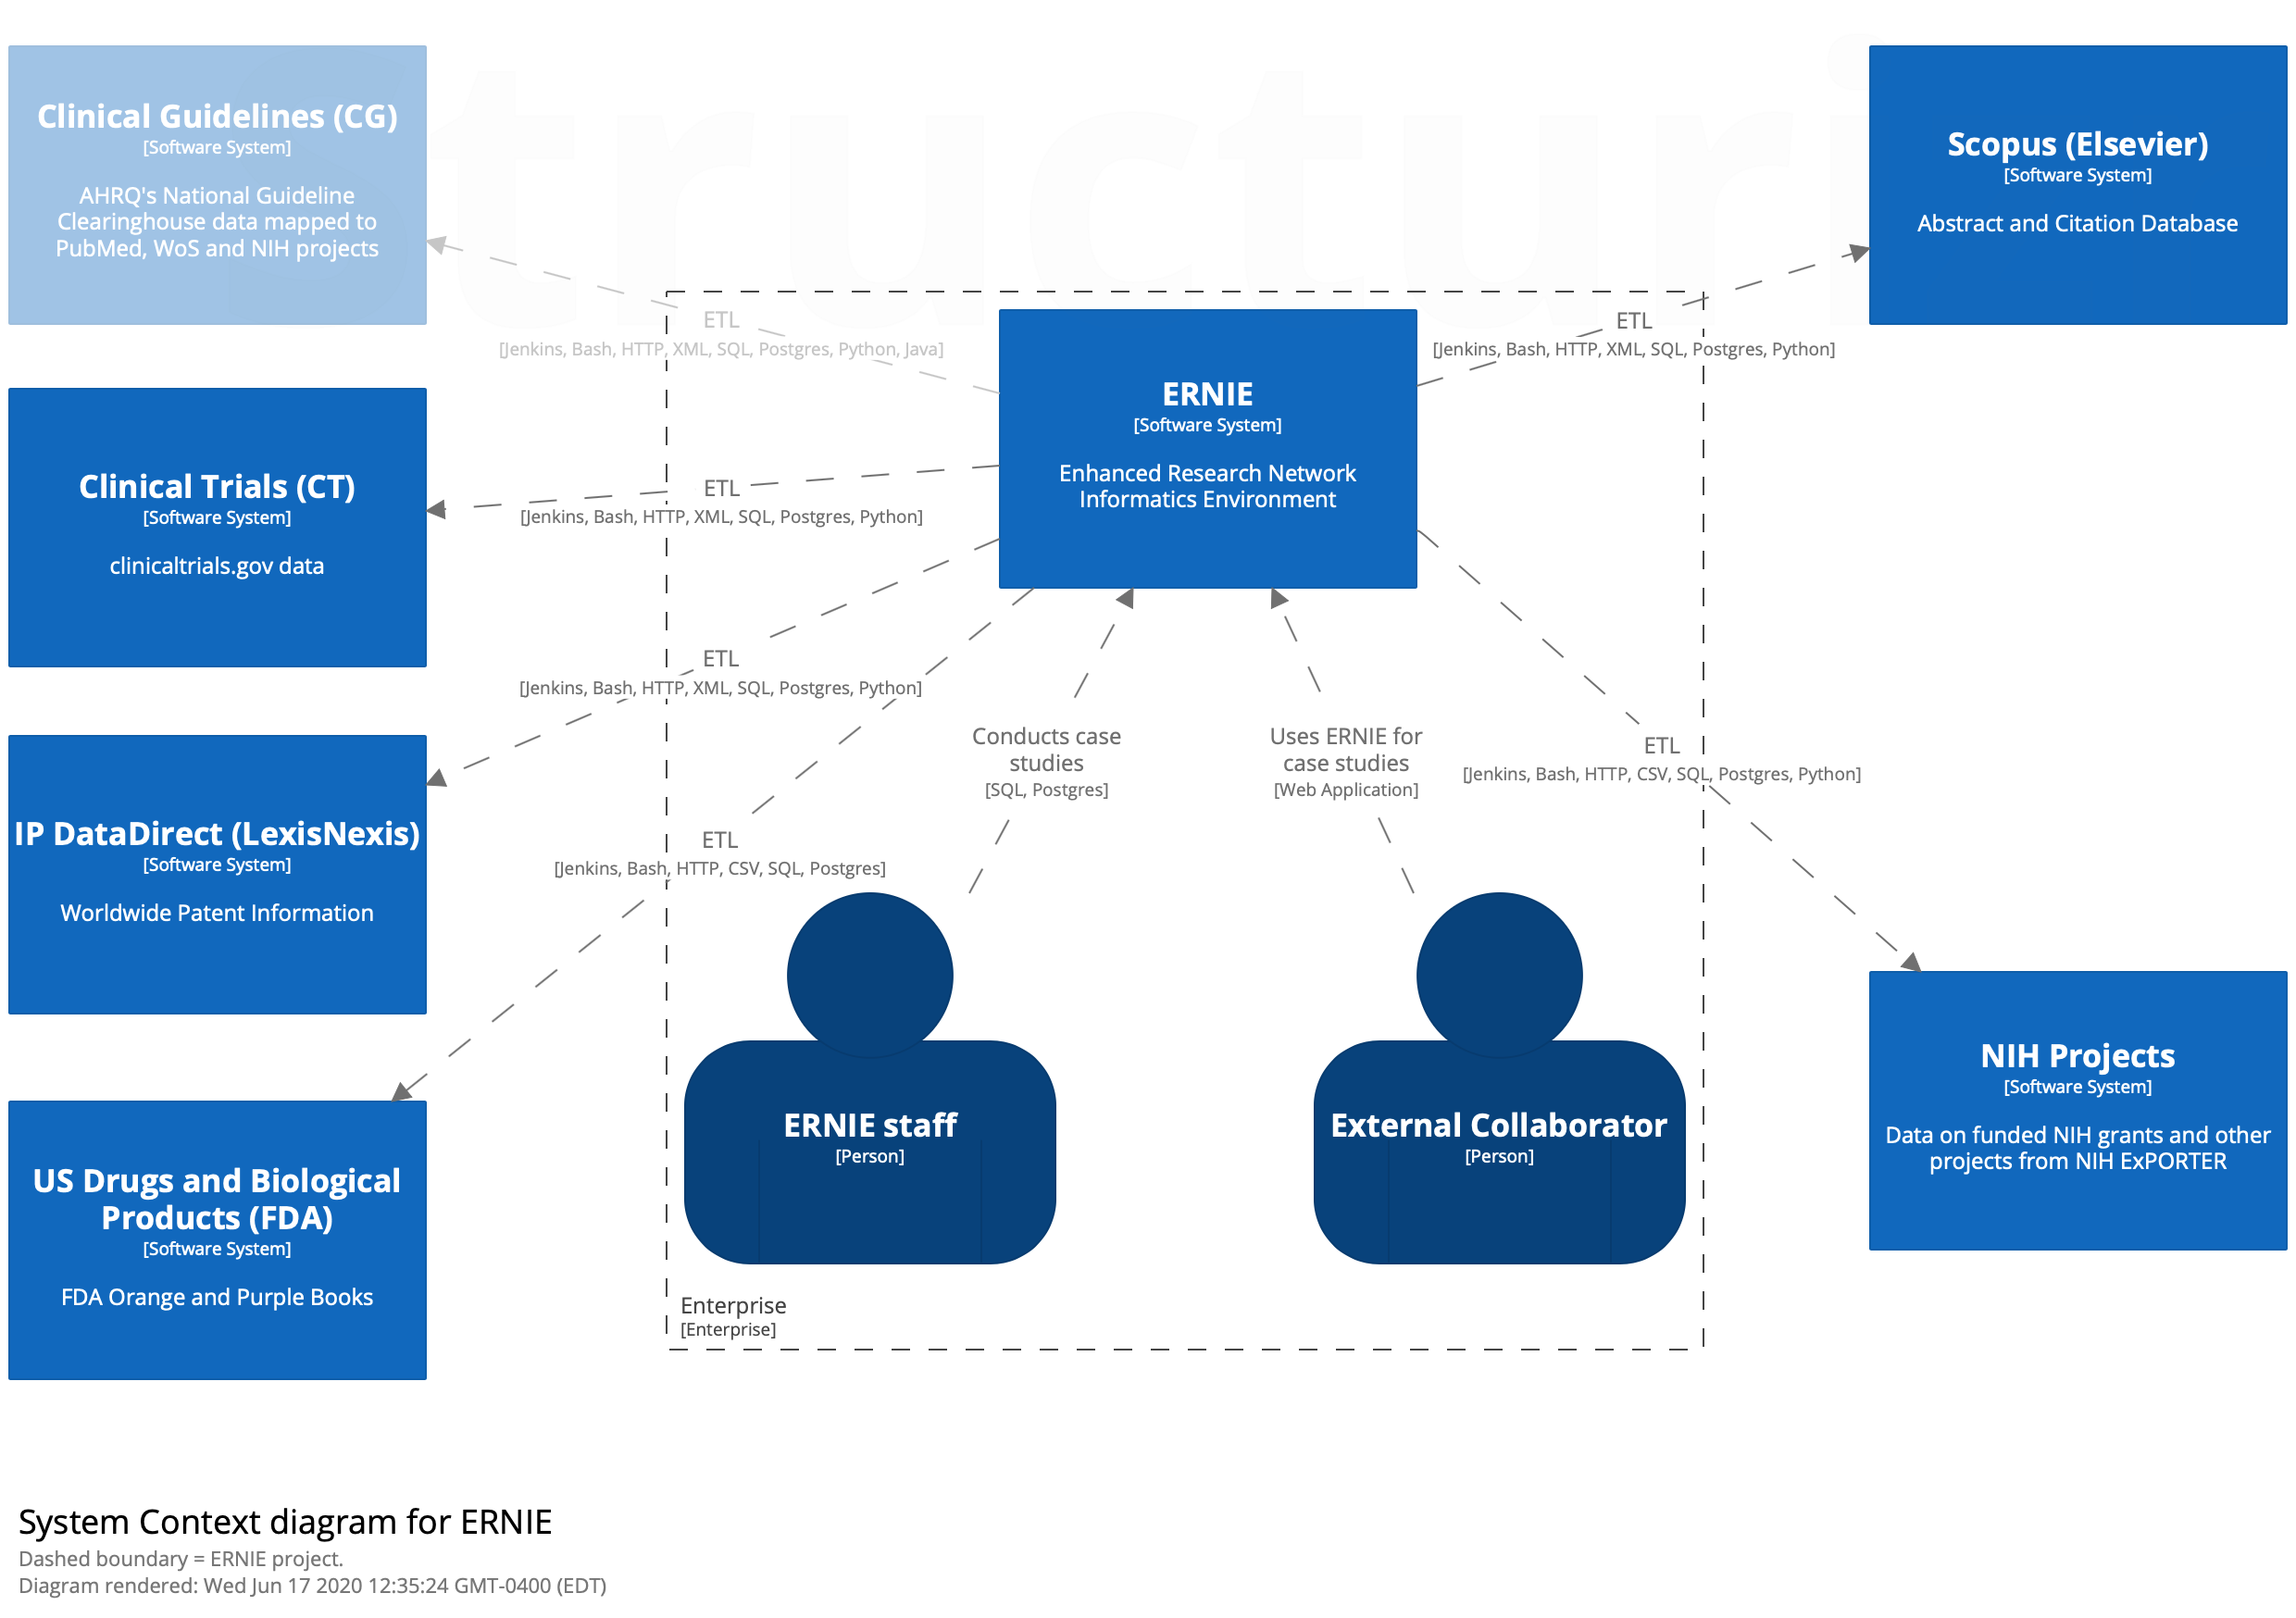 Clinical Guidelines (CG)
[Software System]
AHRQ's National Guideline
Clearinghouse data mapped to
PubMed, WoS and NIH projects
Scopus (Elsevier)
[Software System]
Abstract and Citation Database
ETL
[Jenkins, Bash, HTTP, XML, SQL, Postgres, Python, Java]
ETL
[Jenkins, Bash, HTTP, XML, SQL, Postgres, Python]
ERNIE
[Software System]
Enhanced Research Network
Informatics Environment
Clinical Trials (CT)
[Software System]
clinicaltrials.gov data
ETL
[Jenkins, Bash, HTTP, XML, SQL, Postgres, Python]
ETL
[Jenkins, Bash, HTTP, XML, SQL, Postgres, Python]
IP DataDirect (LexisNexis)
[Software System]
Worldwide Patent Information
Conducts case
studies
[SQL, Postgres]
Uses ERNIE for
case studies
[Web Application]
ETL
[Jenkins, Bash, HTTP, CSV, SQL, Postgres, Python]
ETL
[Jenkins, Bash, HTTP, CSV, SQL, Postgres]
US Drugs and Biological
Products (FDA)
[Software System]
FDA Orange and Purple Books
ERNIE staff
[Person]
External Collaborator
[Person]
NIH Projects
[Software System]
Data on funded NIH grants and other
projects from NIH ExPORTER
Enterprise
[Enterprise]
System Context diagram for ERNIE
Dashed boundary = ERNIE project.
Diagram rendered: Wed Jun 17 2020 12:35:24 GMT-0400 (EDT)
Structuri